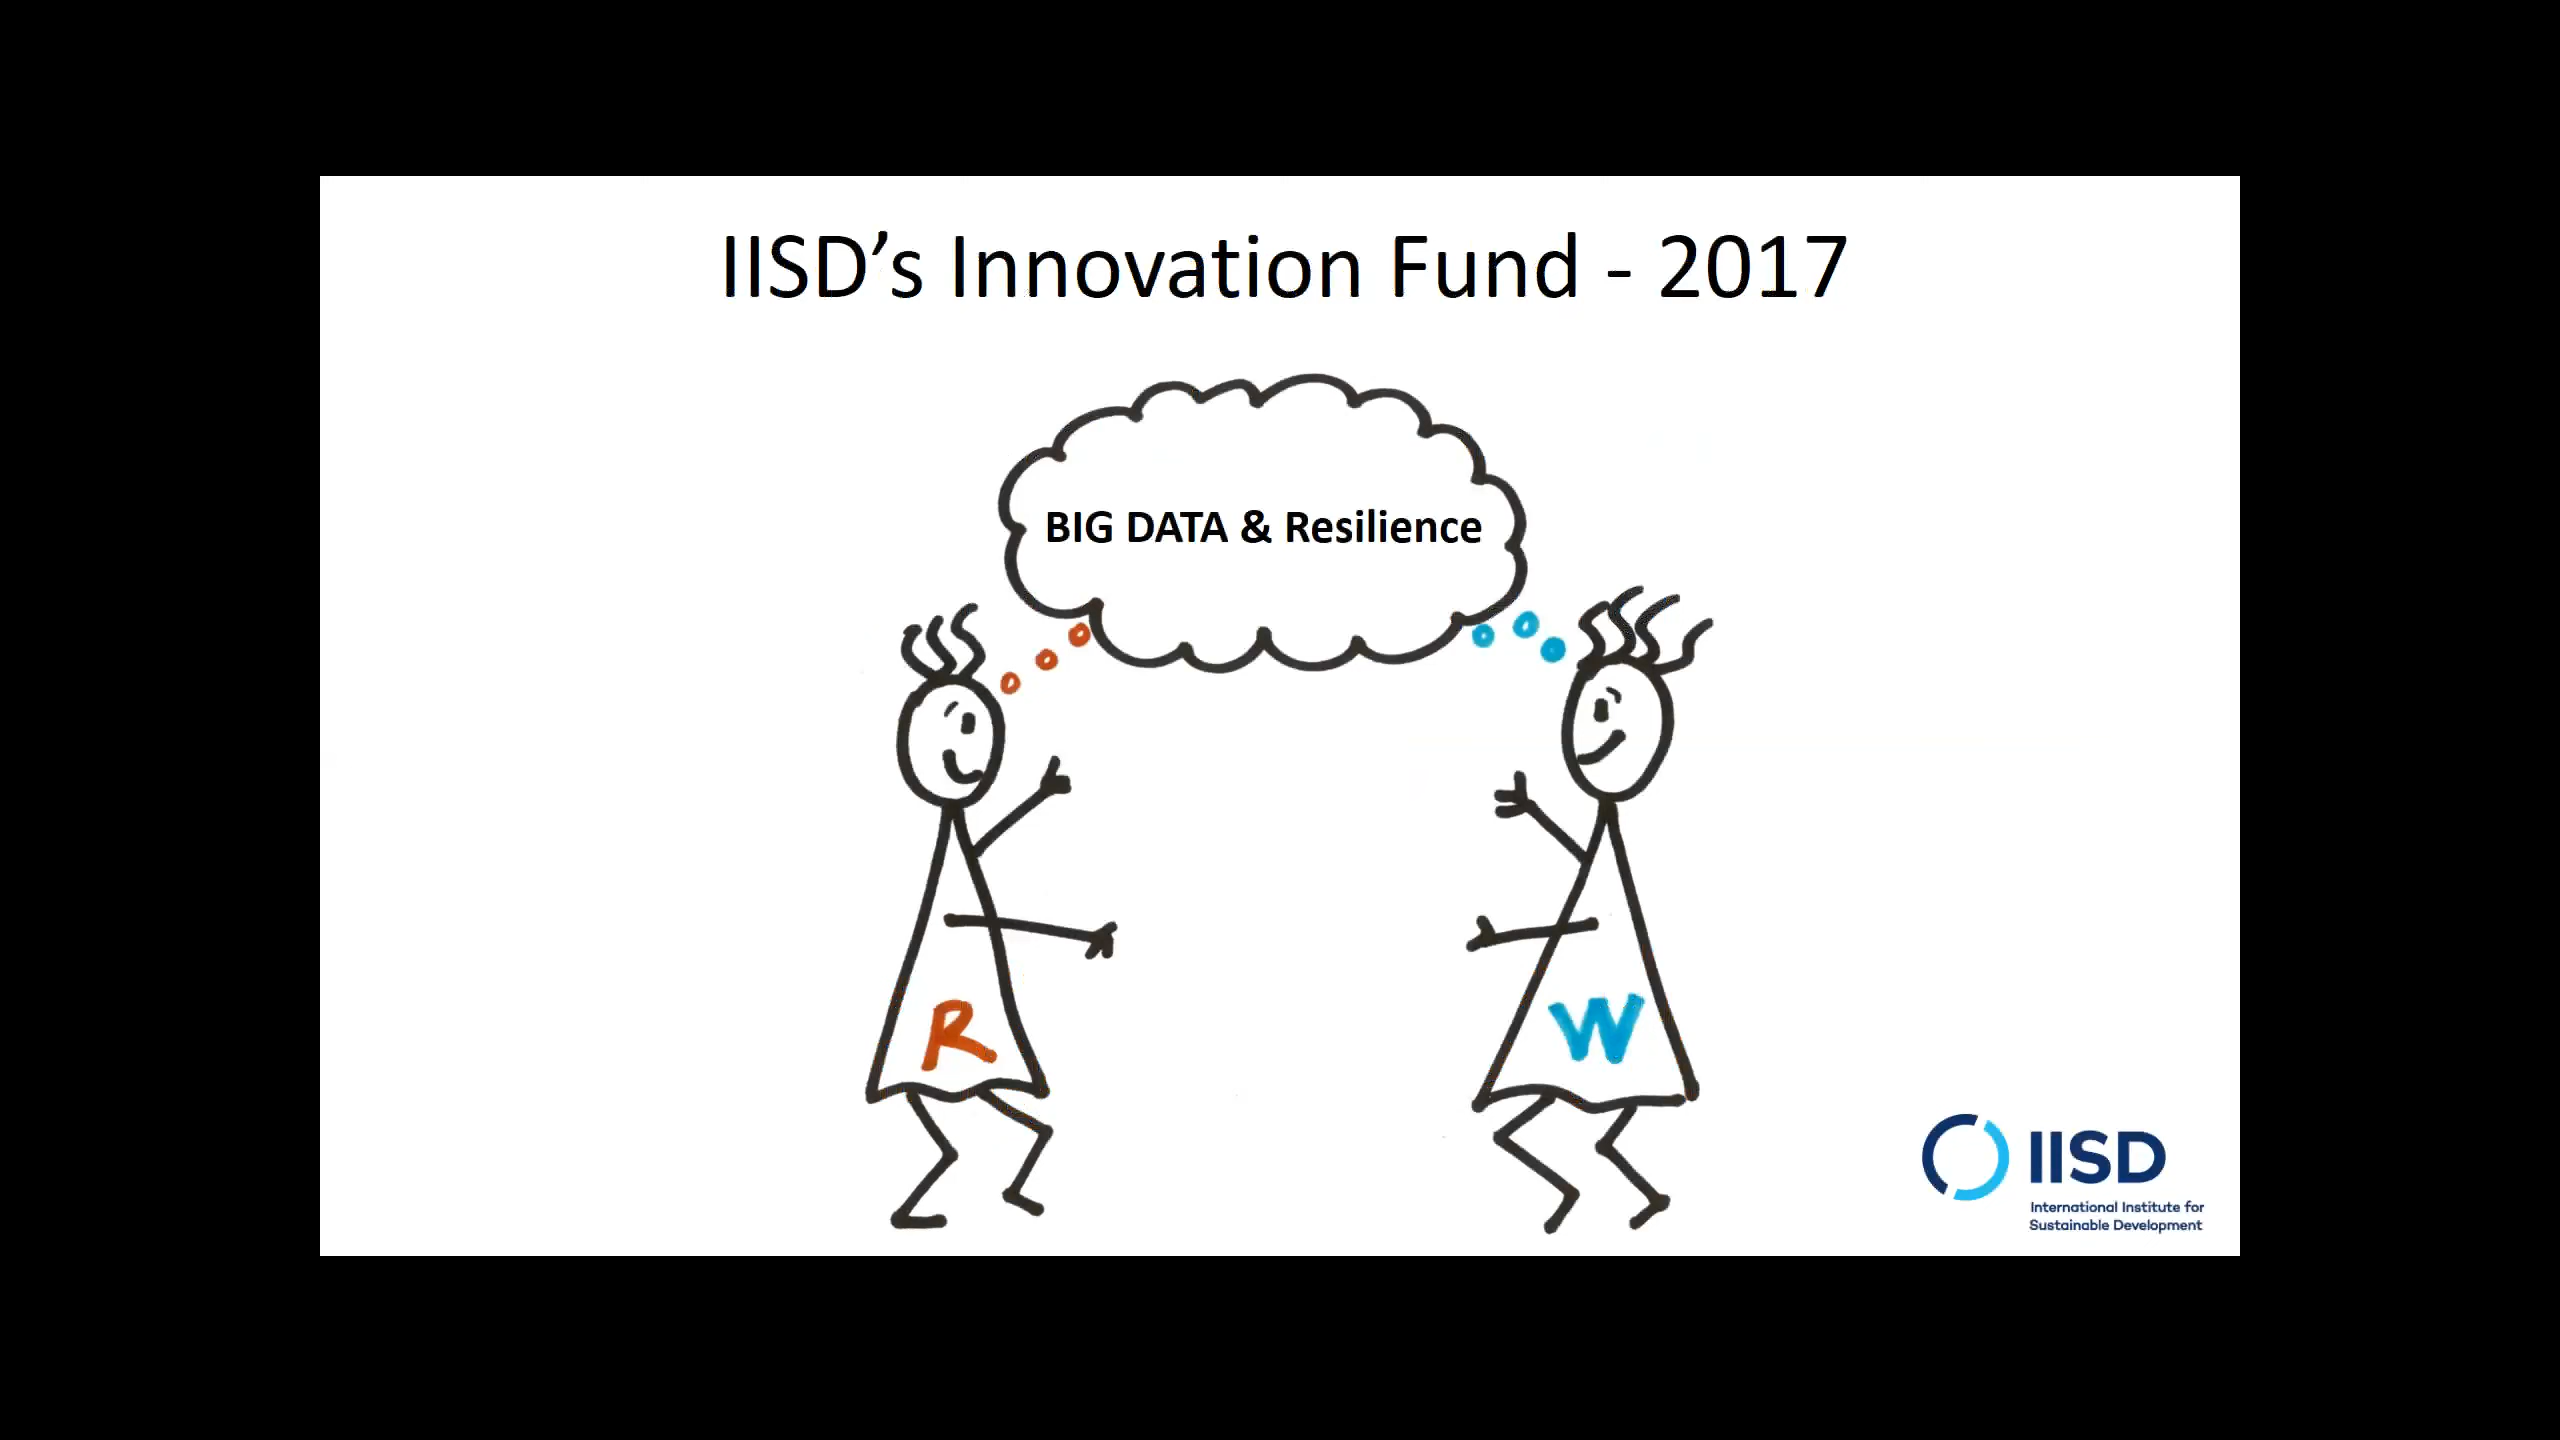 IISD’s Innovation Fund - 2017
BIG DATA & Resilience
R
W
IISD
International Institute for
Sustainable Development